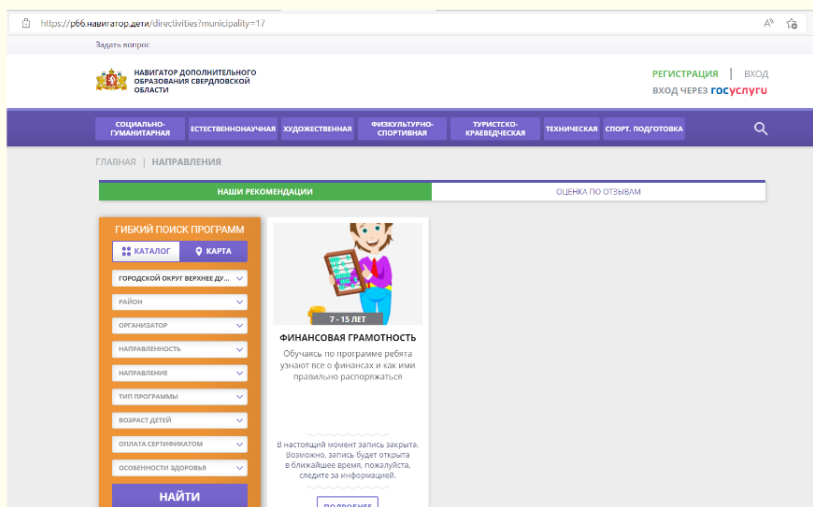 https://р66.навигатор.дети/directivities?municipality=17
Задать вопрос
НАВИГАТОР ДОПОЛНИТЕЛЬНОГО
ОБРАЗОВАНИЯ СВЕРДЛОВСКОЙ
ОБЛАСТИ
РЕГИСТРАЦИЯ | ВХОД
ВХОД ЧЕРЕЗ госуслуги
СОЦИАЛЬНО-
ГУМАНИТАРНАЯ
ЕСТЕСТВЕННОНАУЧНАЯ
ХУДОЖЕСТВЕННАЯ
ФИЗКУЛЬТУРНО-
СПОРТИВНАЯ
ТУРИСТСКО-
КРАЕВЕДЧЕСКАЯ
ТЕХНИЧЕСКАЯ
СПОРТ. ПОДГОТОВКА
ГЛАВНАЯ | НАПРАВЛЕНИЯ
НАШИ РЕКОМЕНДАЦИИ
ОЦЕНКА ПО ОТЗЫВАМ
ГИБКИЙ ПОИСК ПРОГРАММ
КАТАЛОГ
КАРТА
ГОРОДСКОЙ ОКРУГ ВЕРХНЕЕ ДУ...
РАЙОН
ОРГАНИЗАТОР
НАПРАВЛЕННОСТЬ
НАПРАВЛЕНИЕ
ТИП ПРОГРАММЫ
ВОЗРАСТ ДЕТЕЙ
ОПЛАТА СЕРТИФИКАТОМ
ОСОБЕННОСТИ ЗДОРОВЬЯ
НАЙТИ
7 - 15 ЛЕТ
ФИНАНСОВАЯ ГРАМОТНОСТЬ
Обучаясь по программе ребята
узнают все о финансах и как ими
правильно распоряжаться
В настоящий момент запись закрыта.
Возможно, запись будет открыта
в ближайшее время, пожалуйста,
следите за информацией.
ПОДРОБНЕЕ